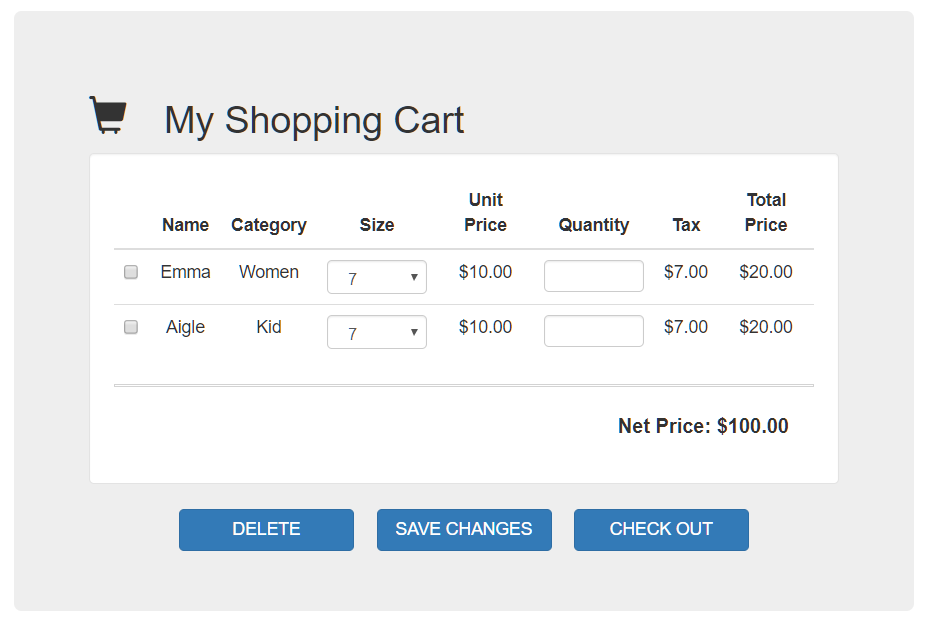 My Shopping Cart
Name Category Size Unit Price Quantity Tax Total Price
Emma Women 7 $10.00 $7.00 $20.00
Aigle Kid 7 $10.00 $7.00 $20.00
Net Price: $100.00
DELETE SAVE CHANGES CHECK OUT